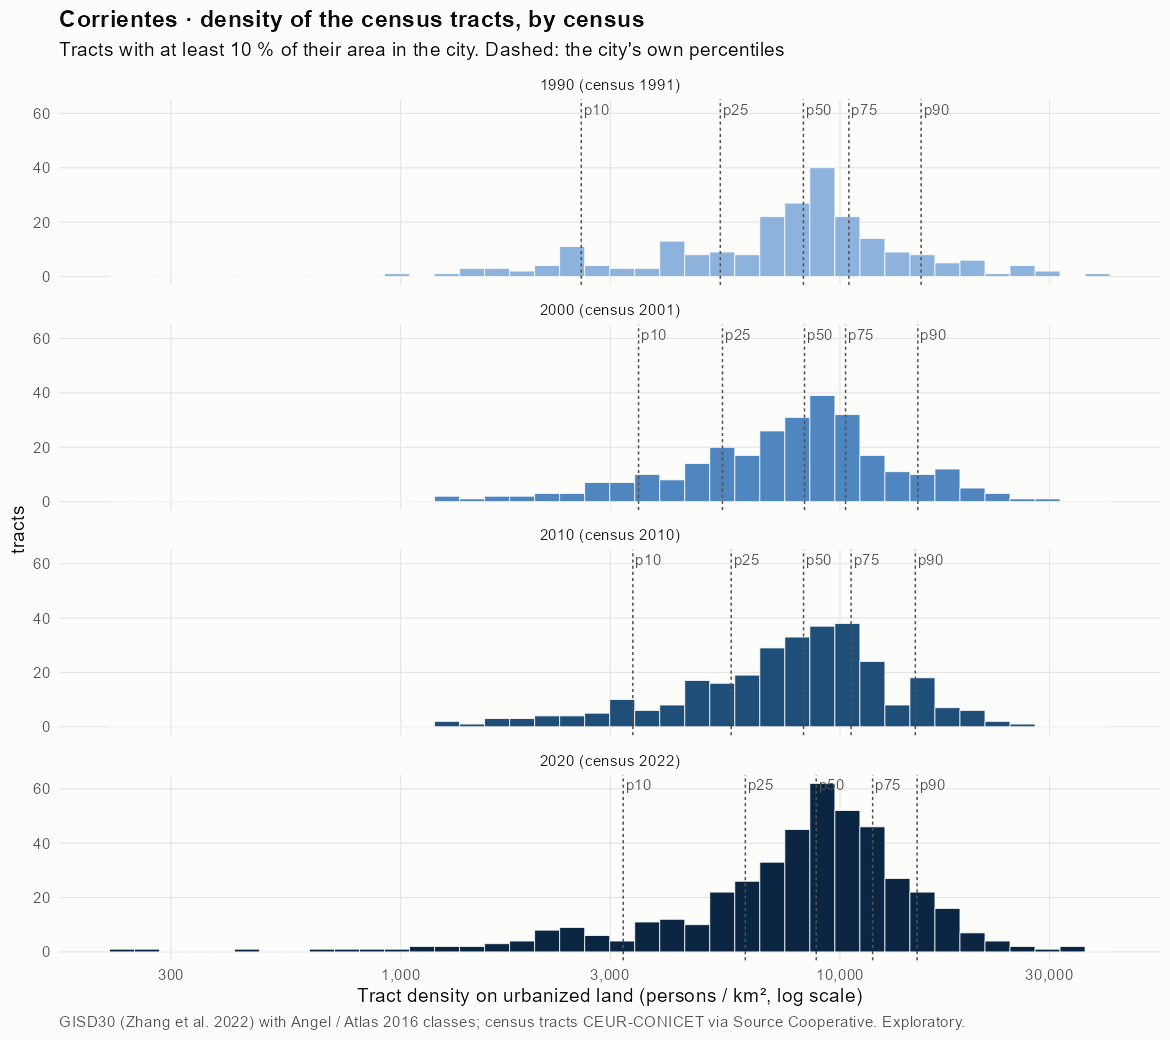 Corrientes · density of the census tracts, by census
Tracts with at least 10 % of their area in the city. Dashed: the city's own percentiles
1990 (census 1991)
60
40
20
0
p10
p25
p50
p75
p90
2000 (census 2001)
60
40
20
0
p10
p25
p50
p75
p90
tracts
2010 (census 2010)
60
40
20
0
p10
p25
p50
p75
p90
2020 (census 2022)
60
40
20
0
p10
p25
p50
p75
p90
300
1,000
3,000
10,000
30,000
Tract density on urbanized land (persons / km², log scale)
GISD30 (Zhang et al. 2022) with Angel / Atlas 2016 classes; census tracts CEUR-CONICET via Source Cooperative. Exploratory.